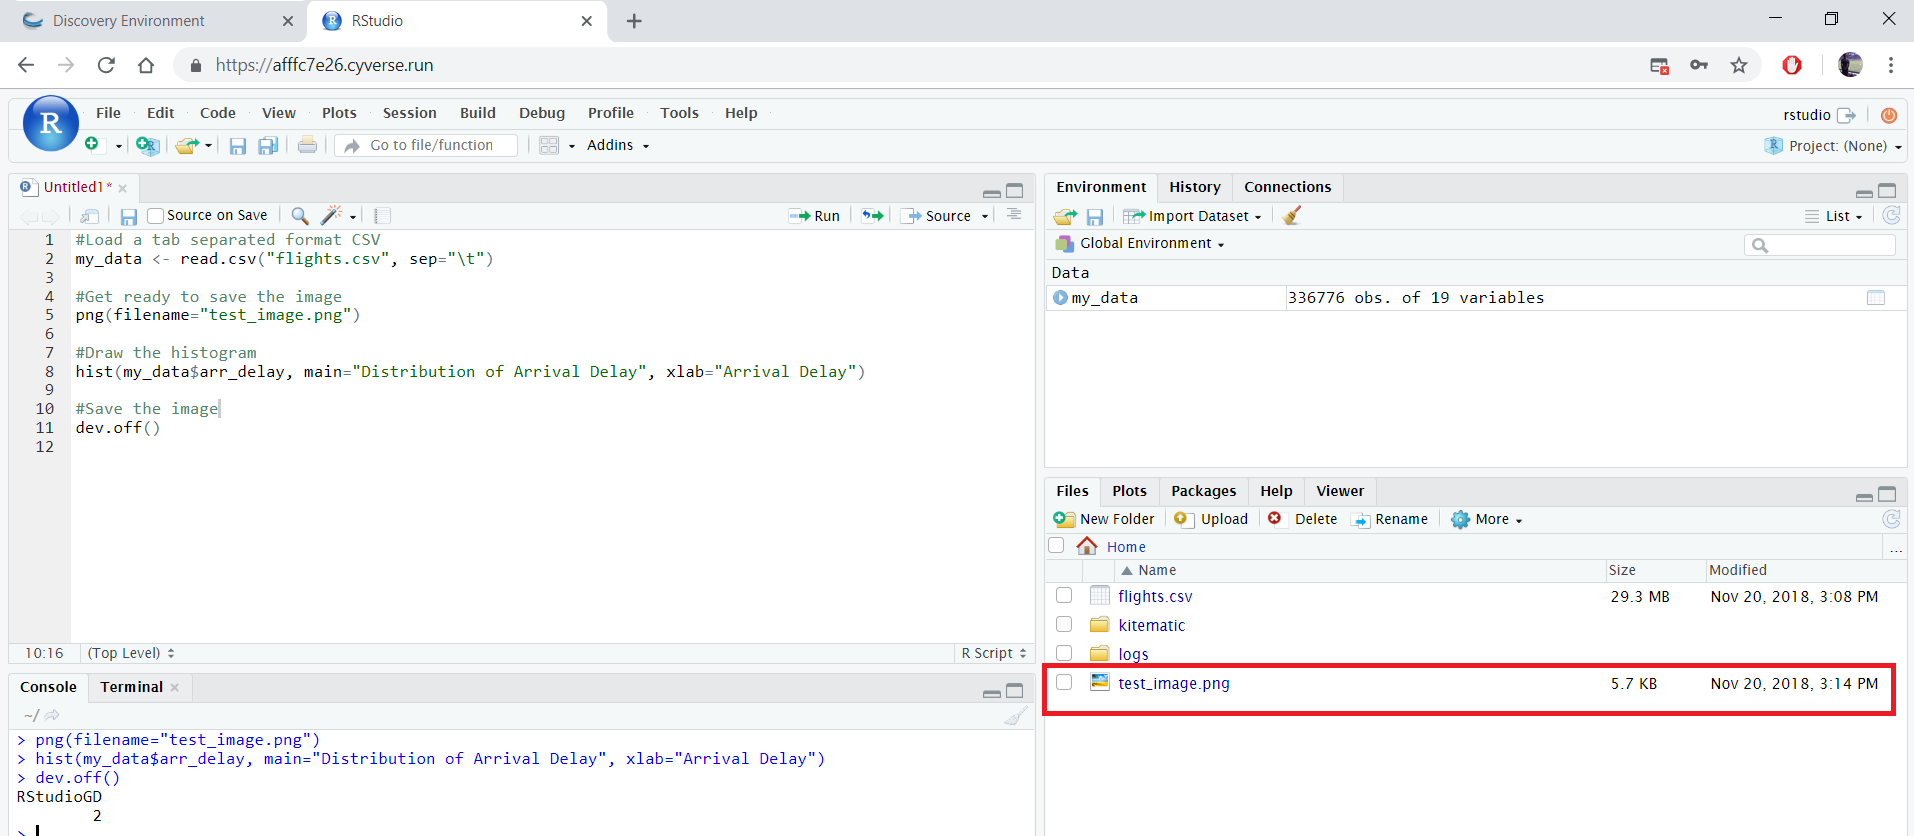 Discovery Environment
RStudio
https://afffc7e26.cyverse.run
R
File Edit Code View Plots Session Build Debug Profile Tools Help
rstudio
Go to file/function
Addins
Project: (None)
Untitled1*
Source on Save
Run
Source
1 #Load a tab separated format CSV
2 my_data <- read.csv("flights.csv", sep="\t")
3
4 #Get ready to save the image
5 png(filename="test_image.png")
6
7 #Draw the histogram
8 hist(my_data$arr_delay, main="Distribution of Arrival Delay", xlab="Arrival Delay")
9
10 #Save the image
11 dev.off()
12
10:16 (Top Level)
R Script
Console Terminal
~/
> png(filename="test_image.png")
> hist(my_data$arr_delay, main="Distribution of Arrival Delay", xlab="Arrival Delay")
> dev.off()
RStudioGD
2
>
Environment History Connections
Import Dataset
List
Global Environment
Data
my_data 336776 obs. of 19 variables
Files Plots Packages Help Viewer
New Folder Upload Delete Rename More
Home
...
Name Size Modified
flights.csv 29.3 MB Nov 20, 2018, 3:08 PM
kitematic
logs
test_image.png 5.7 KB Nov 20, 2018, 3:14 PM